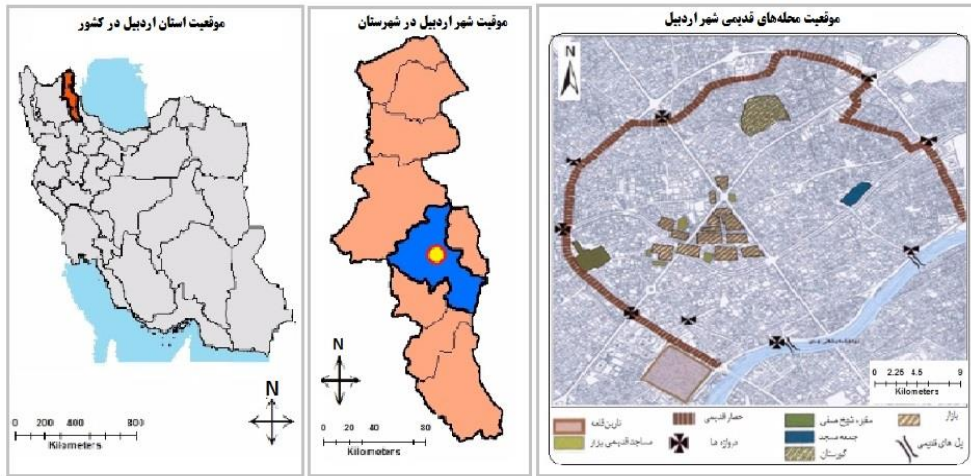 موقعیت استان اردبیل در کشور
N
0 200 400 800
Kilometers
موقیت شهر اردبیل در شهرستان
N
0 20 40 80
Kilometers
موقعیت محله‌های قدیمی شهر اردبیل
N
0 2.25 4.5 9
Kilometers
نارین قلعه
مساجد قدیمی بازار
حصار قدیمی
دروازه ها
مقبره شیخ صفی
جمعه مسجد
گورستان
بازار
پل های قدیمی